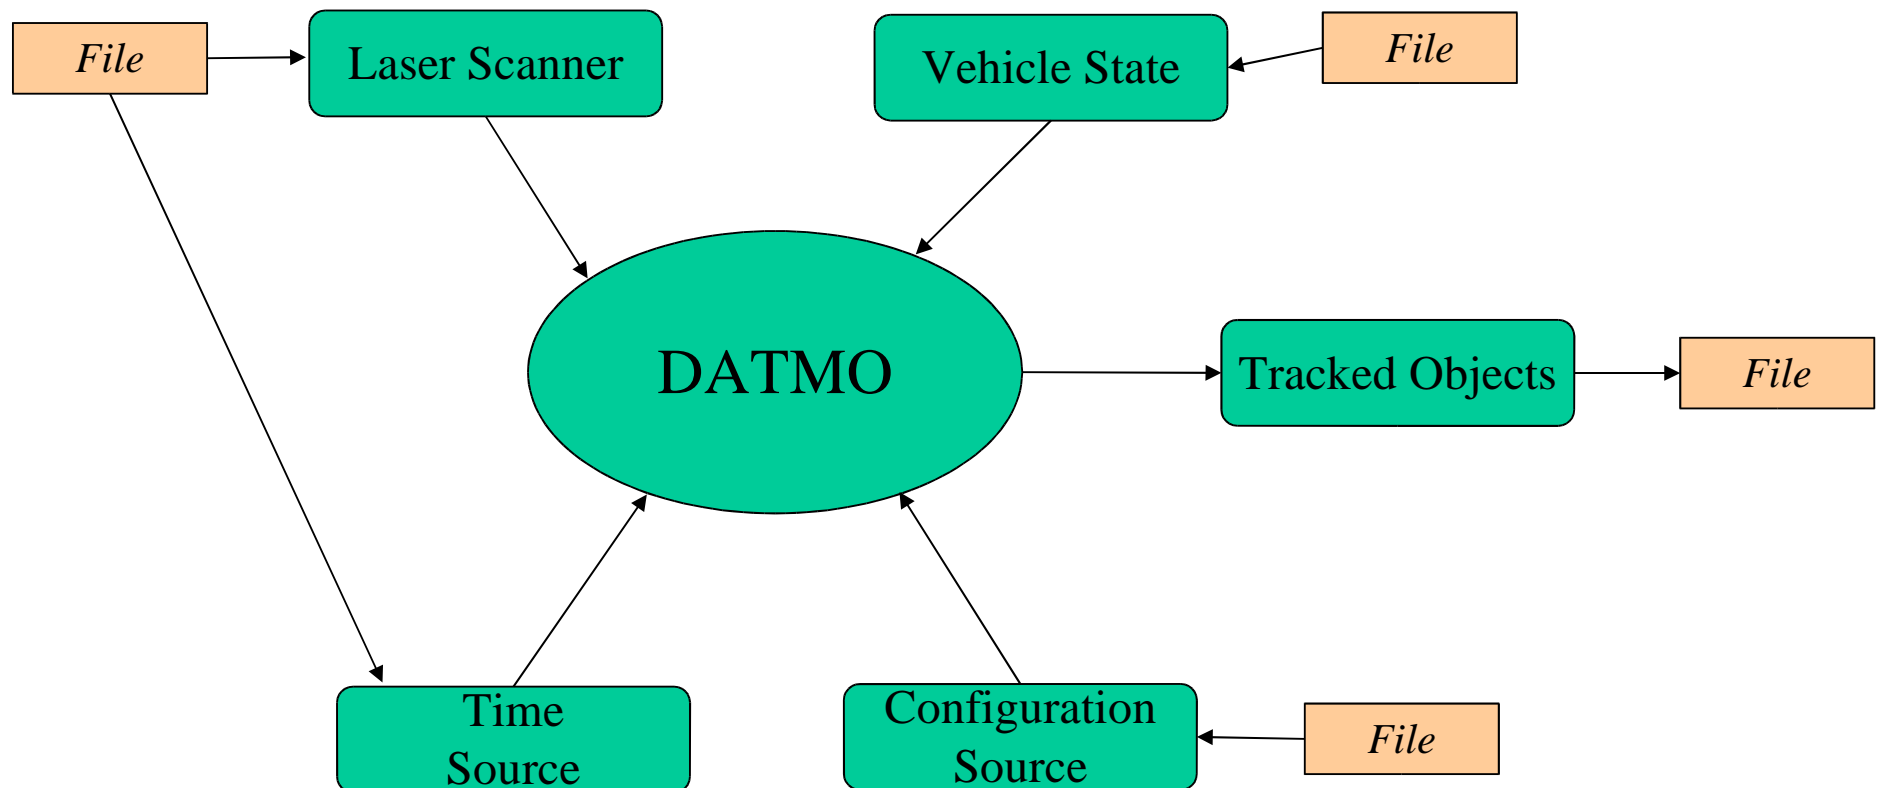 File
Laser Scanner
Vehicle State
File
DATMO
Tracked Objects
File
Time
Source
Configuration
Source
File